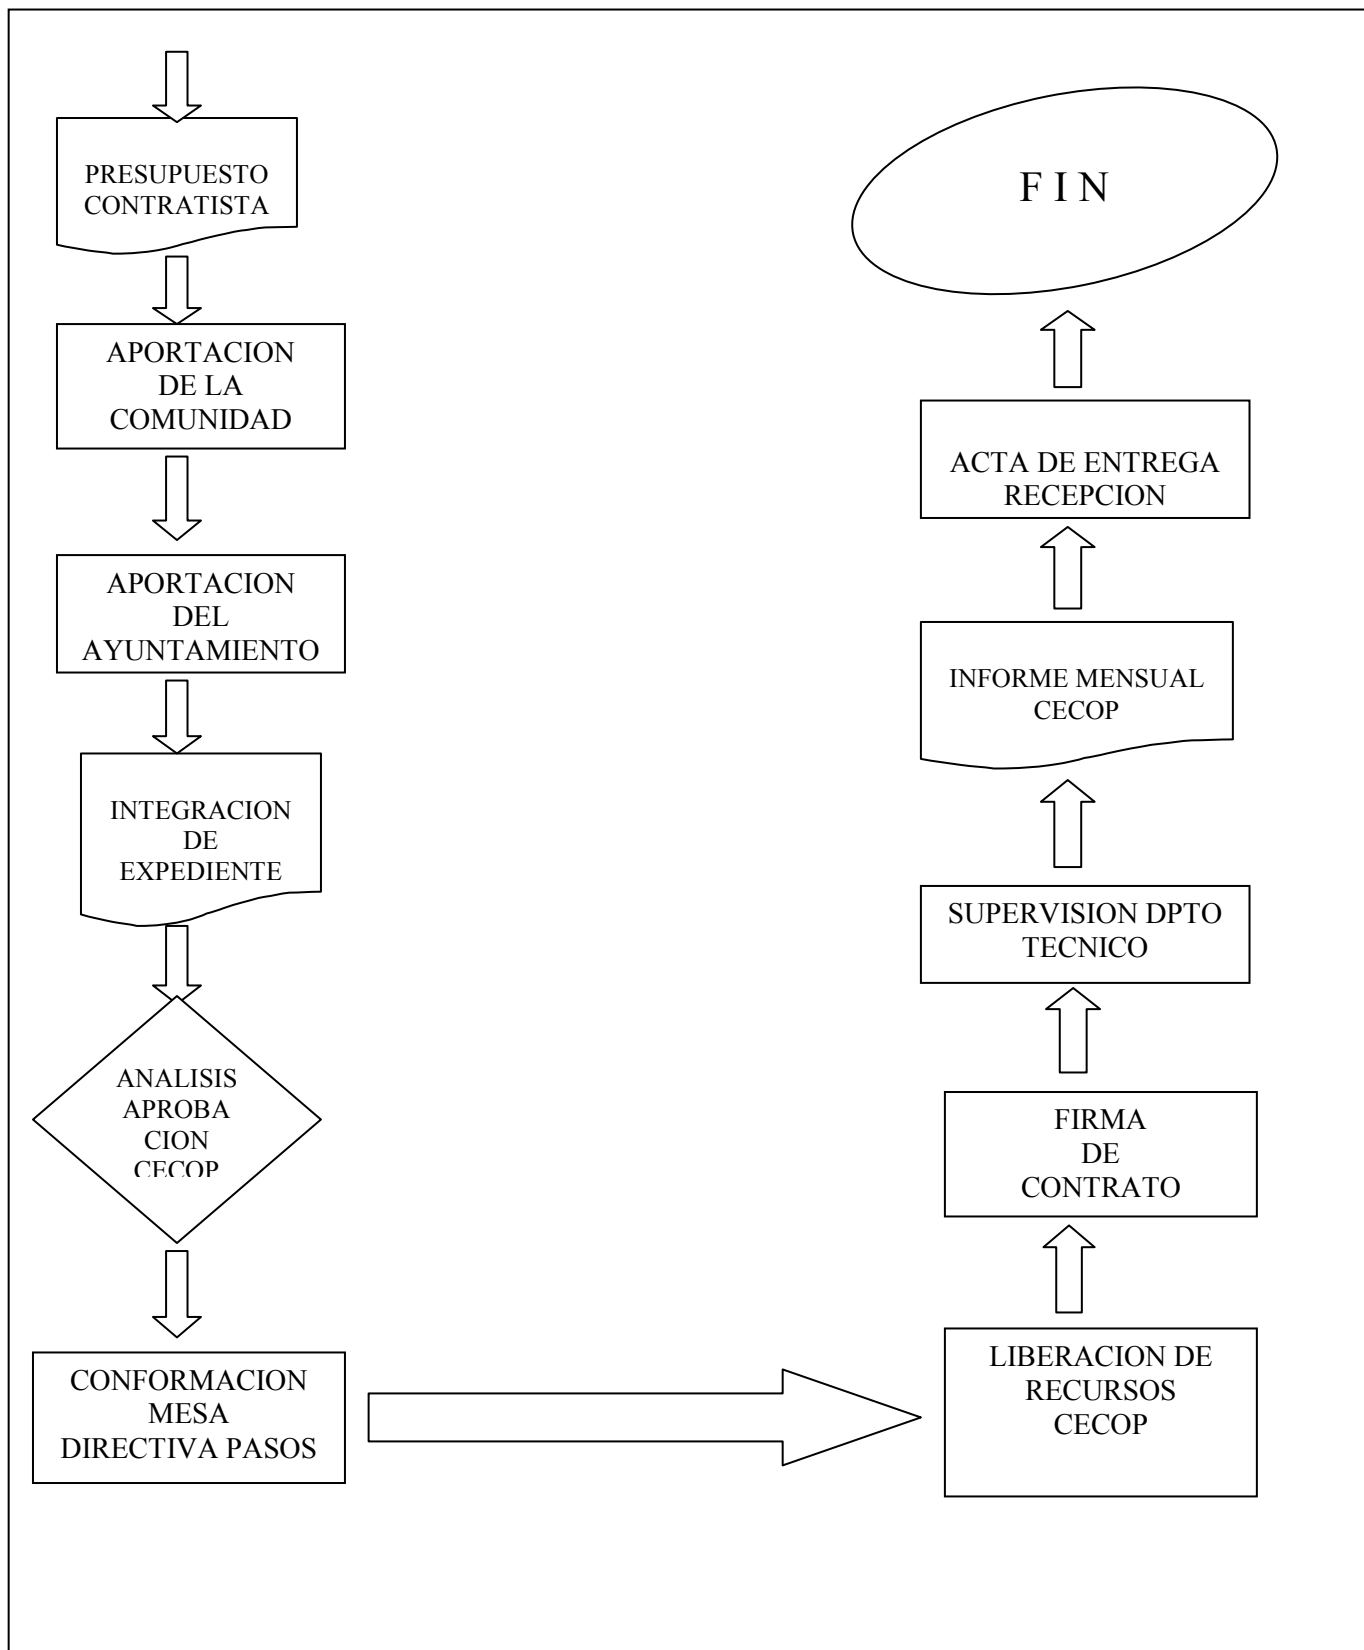 PRESUPUESTO
CONTRATISTA
APORTACION
DE LA
COMUNIDAD
APORTACION
DEL
AYUNTAMIENTO
INTEGRACION
DE
EXPEDIENTE
ANALISIS
APROBA
CION
CECOP
CONFORMACION
MESA
DIRECTIVA PASOS
LIBERACION DE
RECURSOS
CECOP
FIRMA
DE
CONTRATO
SUPERVISION DPTO
TECNICO
INFORME MENSUAL
CECOP
ACTA DE ENTREGA
RECEPCION
F I N